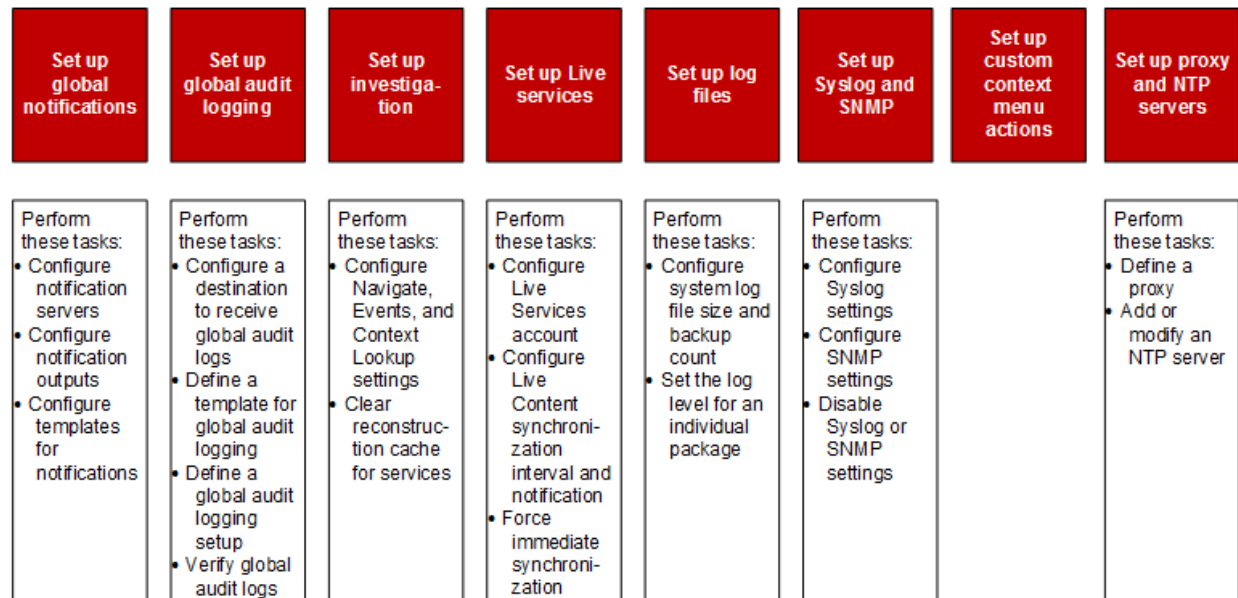 Set up
global
notifications
Set up
global audit
logging
Set up
investiga-
tion
Set up Live
services
Set up log
files
Set up
Syslog and
SNMP
Set up
custom
context
menu
actions
Set up proxy
and NTP
servers
Perform
these tasks:
• Configure
notification
servers
• Configure
notification
outputs
• Configure
templates
for
notifications
Perform
these tasks:
• Configure a
destination
to receive
global audit
logs
• Define a
template for
global audit
logging
• Define a
global audit
logging
setup
• Verify global
audit logs
Perform
these tasks:
• Configure
Navigate,
Events, and
Context
Lookup
settings
• Clear
reconstruc-
tion cache
for services
Perform
these tasks:
• Configure
Live
Services
account
• Configure
Live
Content
synchroni-
zation
interval and
notification
• Force
immediate
synchroni-
zation
Perform
these tasks:
• Configure
system log
file size and
backup
count
• Set the log
level for an
individual
package
Perform
these tasks:
• Configure
Syslog
settings
• Configure
SNMP
settings
• Disable
Syslog or
SNMP
settings
Perform
these tasks:
• Define a
proxy
• Add or
modify an
NTP server